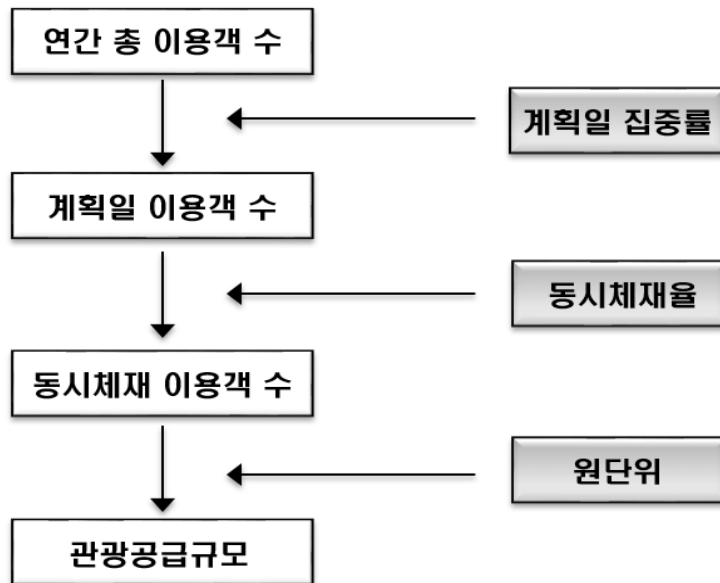 연간 총 이용객 수
계획일 집중률
계획일 이용객 수
동시체재율
동시체재 이용객 수
원단위
관광공급규모